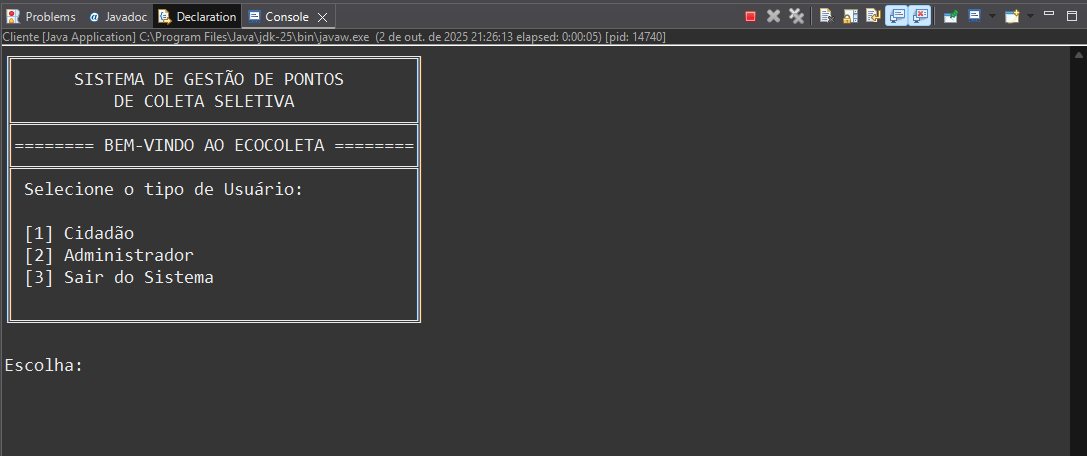 Problems @ Javadoc Declaration Console
Cliente [Java Application] C:\Program Files\Java\jdk-25\bin\javaw.exe (2 de out. de 2025 21:26:13 elapsed: 0:00:05) [pid: 14740]
SISTEMA DE GESTÃO DE PONTOS
DE COLETA SELETIVA
======== BEM-VINDO AO ECOCOLETA ========
Selecione o tipo de Usuário:
[1] Cidadão
[2] Administrador
[3] Sair do Sistema
Escolha: